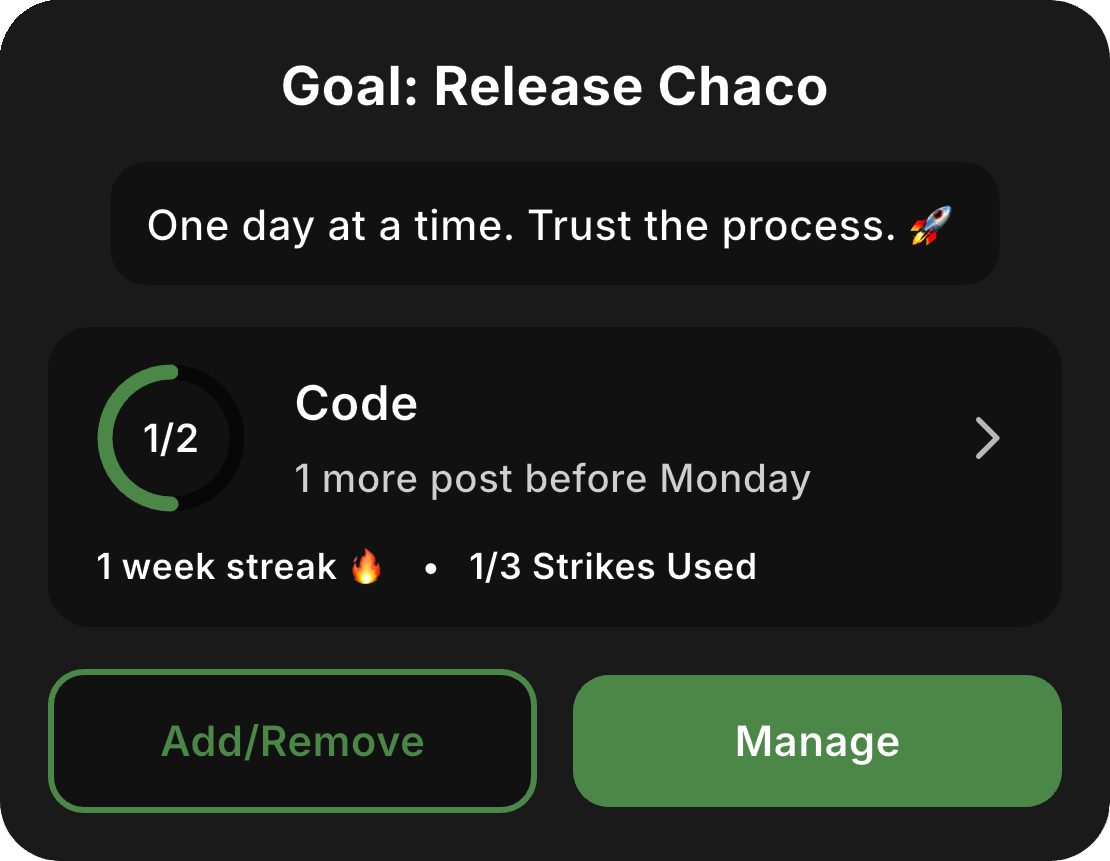 Goal: Release Chaco
One day at a time. Trust the process. 🚀
1/2
Code
1 more post before Monday
1 week streak 🔥 • 1/3 Strikes Used
Add/Remove
Manage